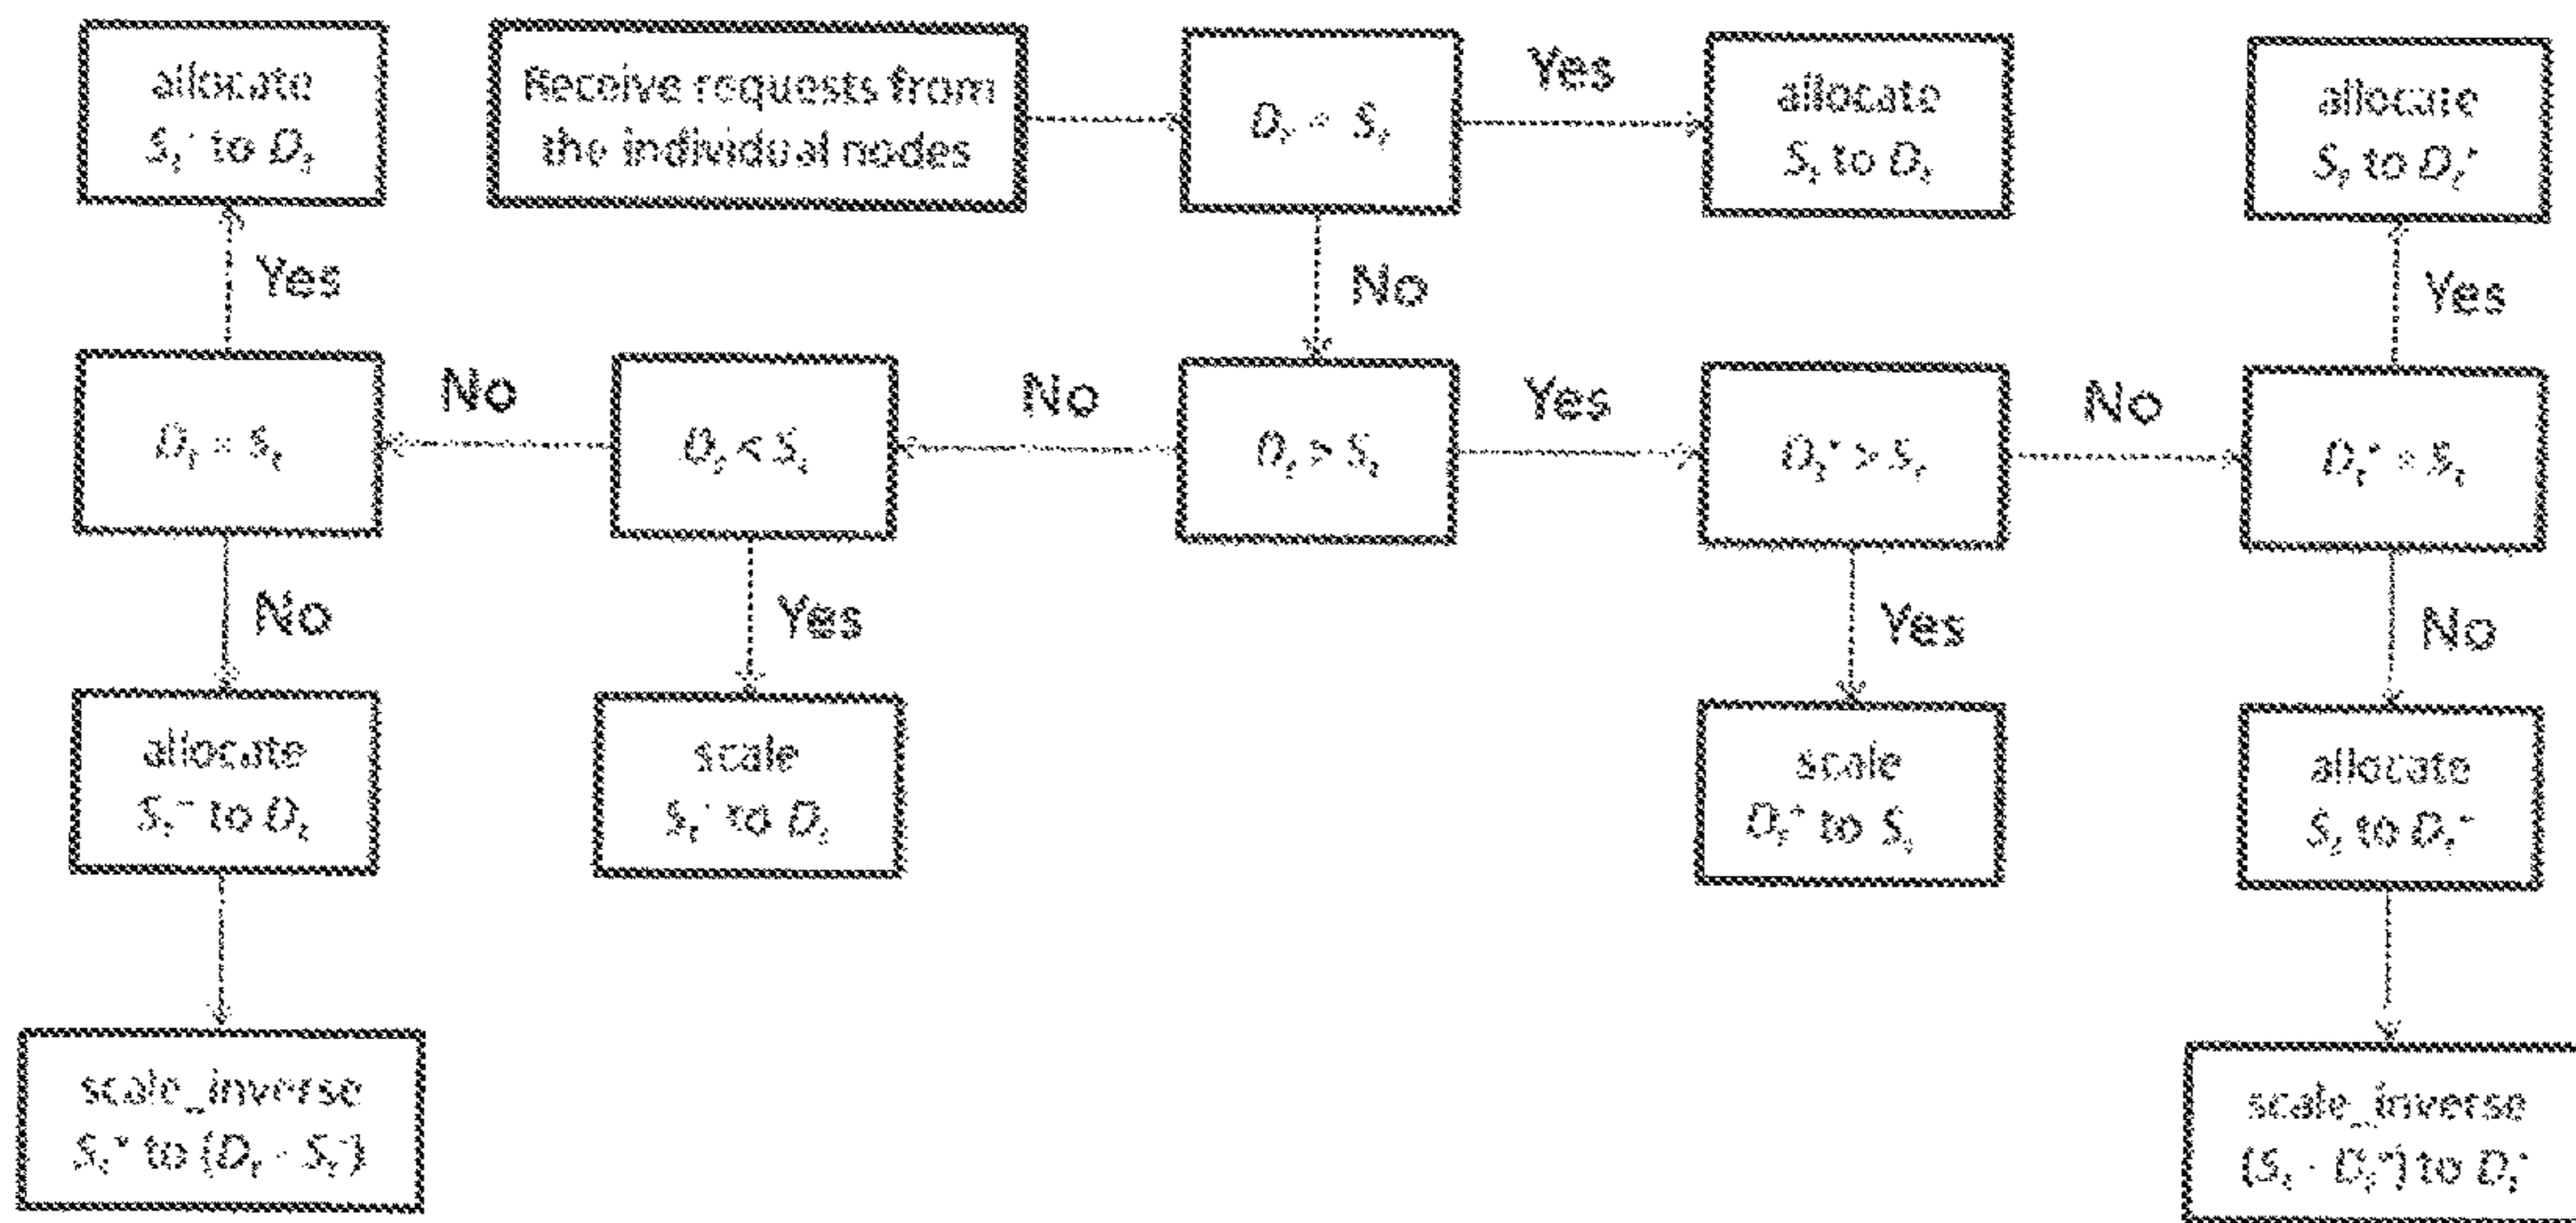 allocate
S_t^- to D_t
Receive requests from
the individual nodes
D_t = S_t
Yes
allocate
S_t to D_t
allocate
S_t to D_t^+
Yes
No
Yes
D_t = S_t
No
D_t < S_t
No
D_t > S_t
Yes
D_t^+ > S_t
No
D_t^+ = S_t
No
Yes
Yes
No
allocate
S_t^- to D_t
scale
S_t^- to D_t
scale
D_t^+ to S_t
allocate
S_t to D_t^+
scale_inverse
S_t^+ to (D_t - S_t^-)
scale_inverse
(S_t - D_t^+) to D_t^-